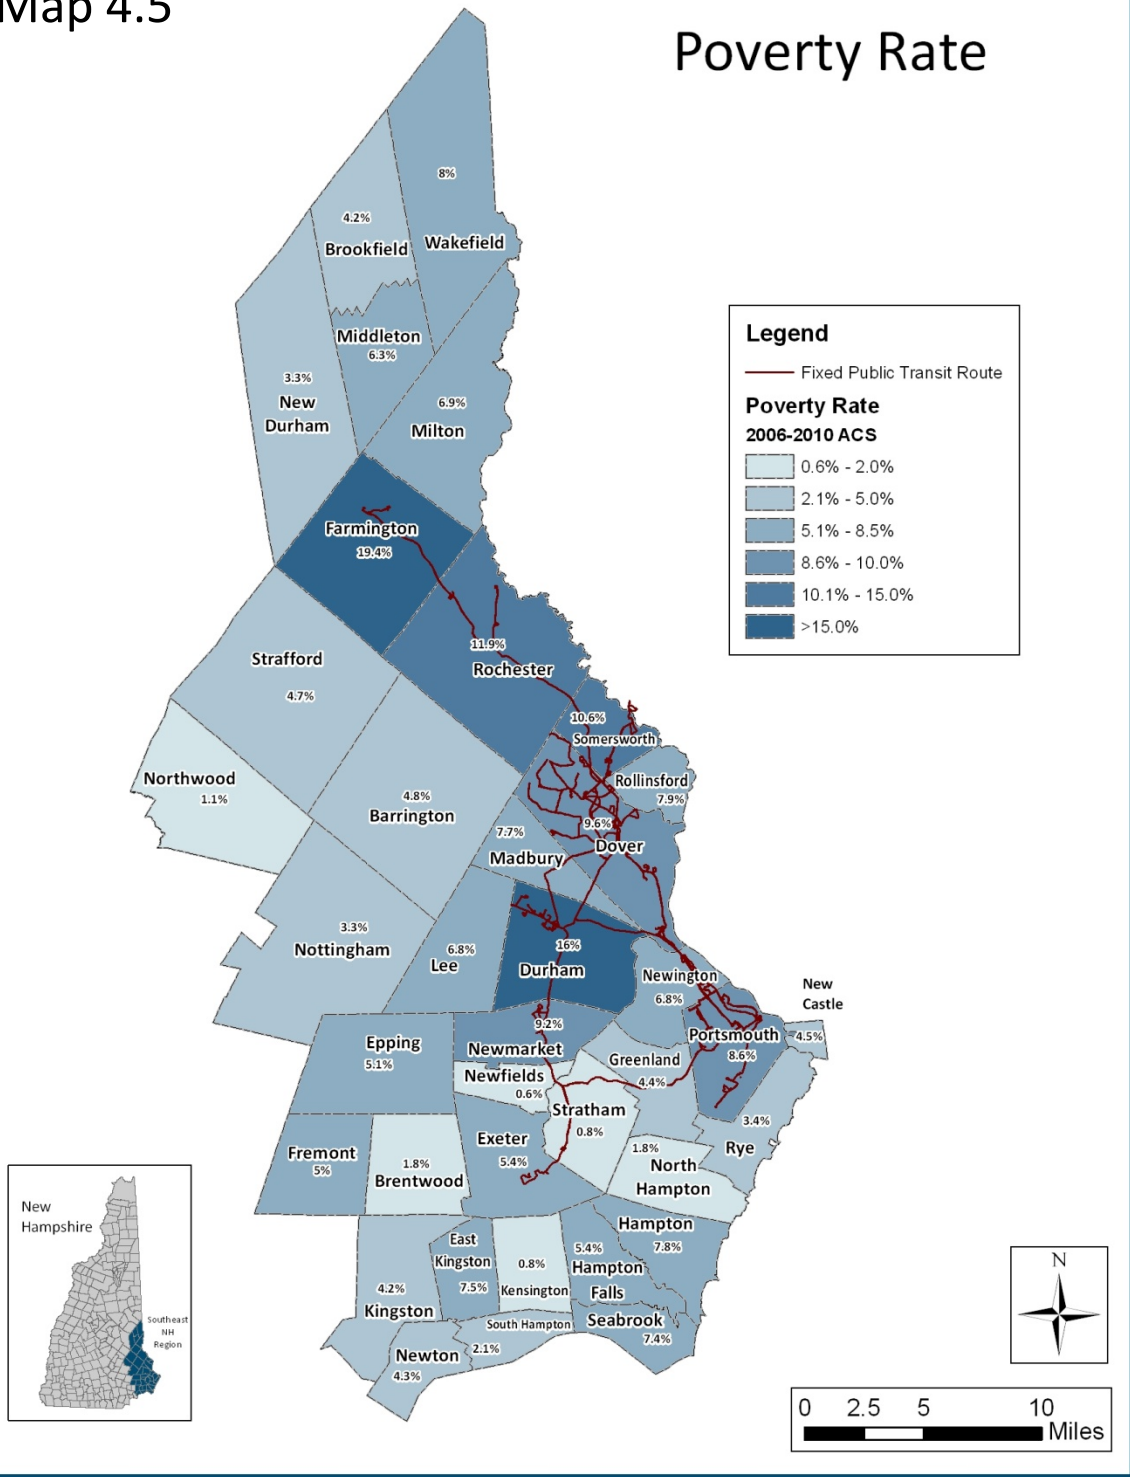 Map 4.5
Poverty Rate
8%
4.2%
Brookfield
Wakefield
Middleton
6.3%
3.3%
New
Durham
6.9%
Milton
Legend
Fixed Public Transit Route
Poverty Rate
2006-2010 ACS
0.6% - 2.0%
2.1% - 5.0%
5.1% - 8.5%
8.6% - 10.0%
10.1% - 15.0%
>15.0%
Farmington
19.4%
11.9%
Rochester
Strafford
4.7%
10.6%
Somersworth
Northwood
1.1%
Rollinsford
7.9%
4.8%
Barrington
9.6%
Dover
7.7%
Madbury
3.3%
Nottingham
6.8%
Lee
16%
Durham
Newington
6.8%
New
Castle
4.5%
Epping
5.1%
9.2%
Newmarket
Portsmouth
8.6%
Greenland
4.4%
Newfields
0.6%
Stratham
0.8%
3.4%
Rye
Fremont
5%
1.8%
Brentwood
Exeter
5.4%
1.8%
North
Hampton
Hampton
7.8%
East
Kingston
7.5%
0.8%
Kensington
5.4%
Hampton
Falls
4.2%
Kingston
South Hampton
2.1%
Seabrook
7.4%
Newton
4.3%
New
Hampshire
Southeast
NH
Region
N
0 2.5 5 10
Miles